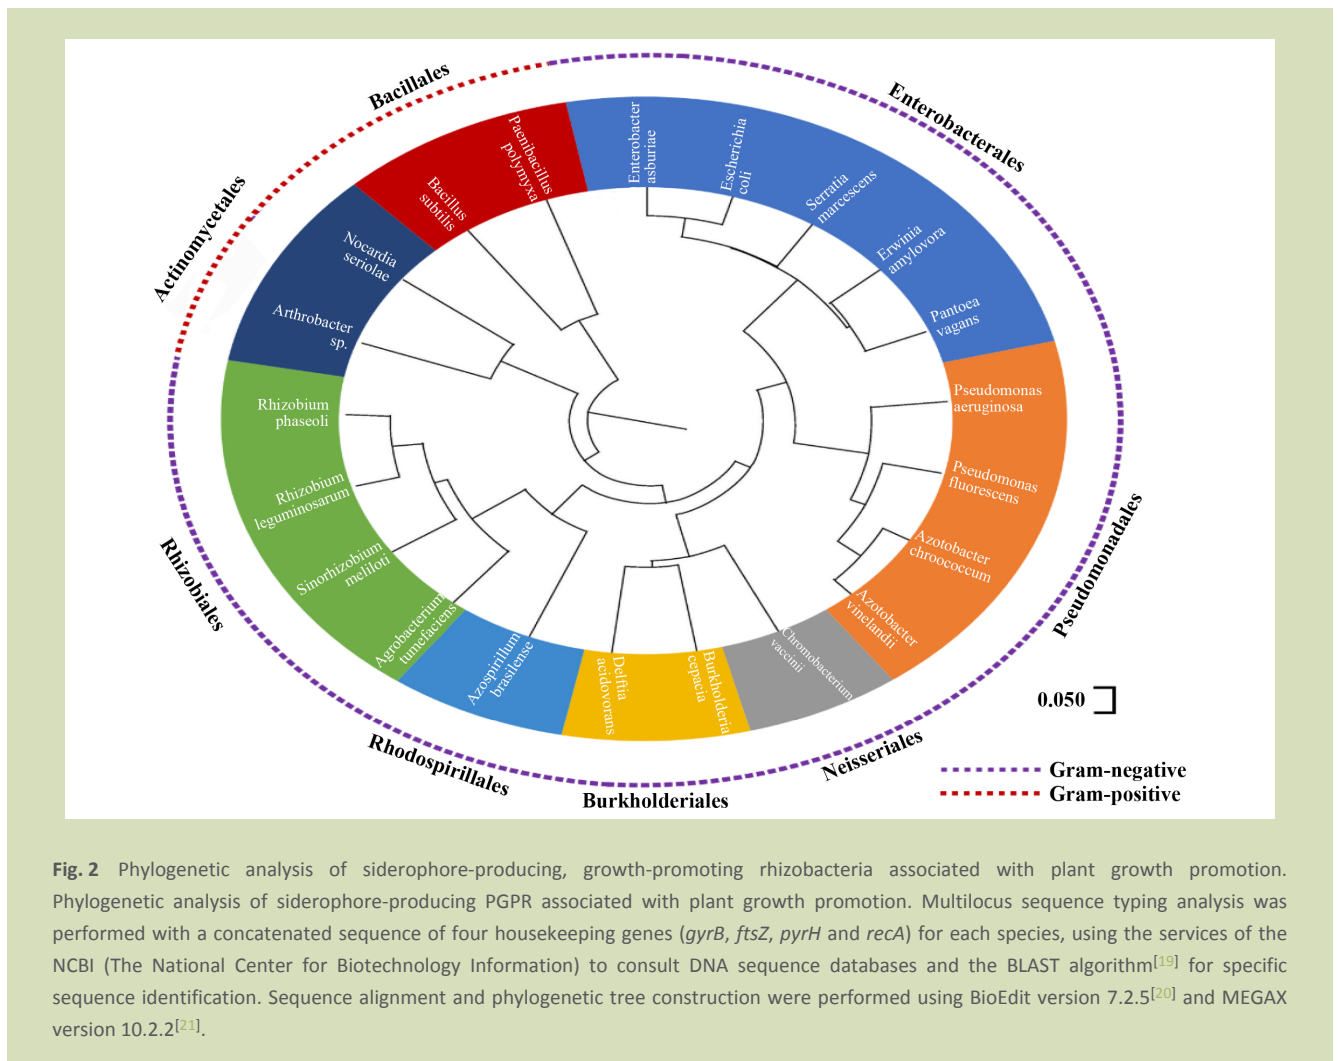 Bacillales
Enterobacterales
Actinomycetales
Paenibacillus
polymyxa
Enterobacter
asburiae
Escherichia
coli
Serratia
marcescens
Bacillus
subtilis
Erwinia
amylovora
Nocardia
seriolae
Pantoea
vagans
Arthrobacter
sp.
Pseudomonas
aeruginosa
Rhizobium
phaseoli
Pseudomonas
fluorescens
Rhizobium
leguminosarum
Azotobacter
chroococcum
Sinorhizobium
meliloti
Azotobacter
vinelandii
Agrobacterium
tumefaciens
Azospirillum
brasilense
Delftia
acidovorans
Burkholderia
cepacia
Chromobacterium
vaccinii
Rhizobiales
Pseudomonadales
0.050
Rhodospirillales
Neisseriales
Burkholderiales
Gram-negative
Gram-positive
Fig. 2 Phylogenetic analysis of siderophore-producing, growth-promoting rhizobacteria associated with plant growth promotion.
Phylogenetic analysis of siderophore-producing PGPR associated with plant growth promotion. Multilocus sequence typing analysis was
performed with a concatenated sequence of four housekeeping genes (gyrB, ftsZ, pyrH and recA) for each species, using the services of the
NCBI (The National Center for Biotechnology Information) to consult DNA sequence databases and the BLAST algorithm[19] for specific
sequence identification. Sequence alignment and phylogenetic tree construction were performed using BioEdit version 7.2.5[20] and MEGAX
version 10.2.2[21].